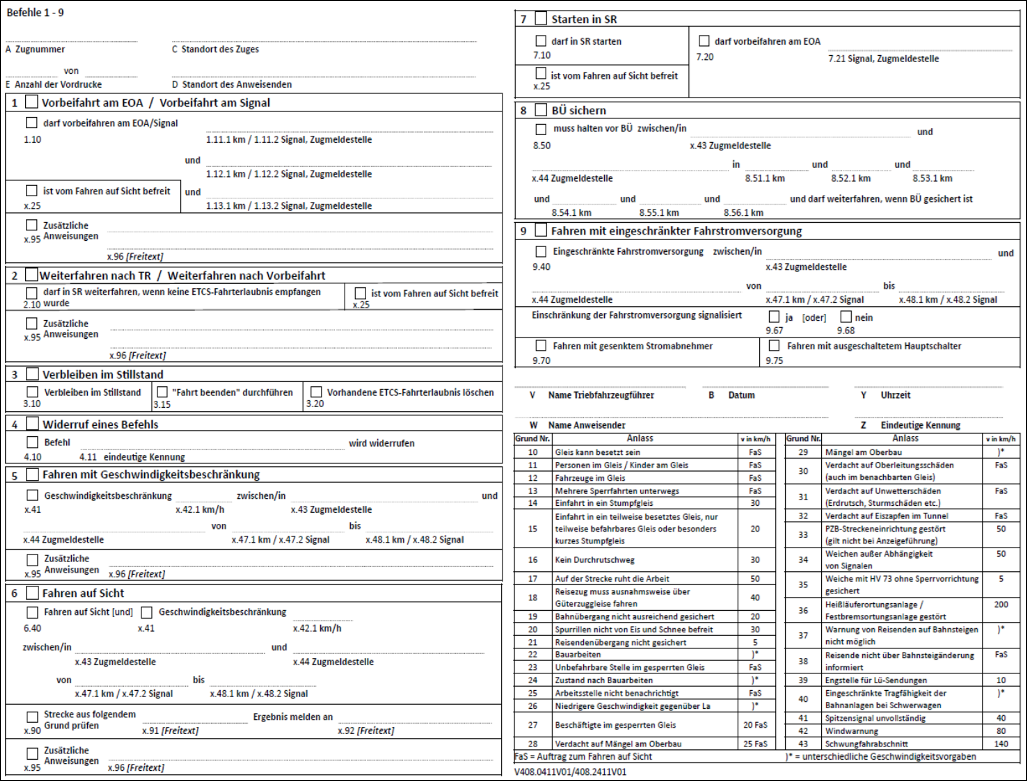 Befehle 1 - 9
A Zugnummer C Standort des Zuges
von
E Anzahl der Vordrucke D Standort des Anweisenden
1 Vorbeifahrt am EOA / Vorbeifahrt am Signal
darf vorbeifahren am EOA/Signal
1.10 1.11.1 km / 1.11.2 Signal, Zugmeldestelle
und
1.12.1 km / 1.12.2 Signal, Zugmeldestelle
ist vom Fahren auf Sicht befreit und
x.25 1.13.1 km / 1.13.2 Signal, Zugmeldestelle
Zusätzliche
x.95 Anweisungen
x.96 [Freitext]
2 Weiterfahren nach TR / Weiterfahren nach Vorbeifahrt
darf in SR weiterfahren, wenn keine ETCS-Fahrterlaubnis empfangen ist vom Fahren auf Sicht befreit
2.10 wurde x.25
Zusätzliche
x.95 Anweisungen
x.96 [Freitext]
3 Verbleiben im Stillstand
Verbleiben im Stillstand "Fahrt beenden" durchführen Vorhandene ETCS-Fahrterlaubnis löschen
3.10 3.15 3.20
4 Widerruf eines Befehls
Befehl wird widerrufen
4.10 4.11 eindeutige Kennung
5 Fahren mit Geschwindigkeitsbeschränkung
Geschwindigkeitsbeschränkung zwischen/in und
x.41 x.42.1 km/h x.43 Zugmeldestelle
von bis
x.44 Zugmeldestelle x.47.1 km / x.47.2 Signal x.48.1 km / x.48.2 Signal
Zusätzliche
x.95 Anweisungen x.96 [Freitext]
6 Fahren auf Sicht
Fahren auf Sicht [und] Geschwindigkeitsbeschränkung
6.40 x.41 x.42.1 km/h
zwischen/in und
x.43 Zugmeldestelle x.44 Zugmeldestelle
von bis
x.47.1 km / x.47.2 Signal x.48.1 km / x.48.2 Signal
Strecke aus folgendem Ergebnis melden an
x.90 Grund prüfen x.91 [Freitext] x.92 [Freitext]
Zusätzliche
x.95 Anweisungen x.96 [Freitext]
7 Starten in SR
darf in SR starten darf vorbeifahren am EOA
7.10 7.20 7.21 Signal, Zugmeldestelle
ist vom Fahren auf Sicht befreit
x.25
8 BÜ sichern
muss halten vor BÜ zwischen/in und
8.50 x.43 Zugmeldestelle
in und und
x.44 Zugmeldestelle 8.51.1 km 8.52.1 km 8.53.1 km
und und und und darf weiterfahren, wenn BÜ gesichert ist
8.54.1 km 8.55.1 km 8.56.1 km
9 Fahren mit eingeschränkter Fahrstromversorgung
Eingeschränkte Fahrstromversorgung zwischen/in und
9.40 x.43 Zugmeldestelle
von bis
x.44 Zugmeldestelle x.47.1 km / x.47.2 Signal x.48.1 km / x.48.2 Signal
Einschränkung der Fahrstromversorgung signalisiert ja [oder] nein
9.67 9.68
Fahren mit gesenktem Stromabnehmer Fahren mit ausgeschaltetem Hauptschalter
9.70 9.75
V Name Triebfahrzeugführer B Datum Y Uhrzeit
W Name Anweisender Z Eindeutige Kennung
Grund Nr. Anlass v in km/h
10 Gleis kann besetzt sein FaS
11 Personen im Gleis / Kinder am Gleis FaS
12 Fahrzeuge im Gleis FaS
13 Mehrere Sperrfahrten unterwegs FaS
14 Einfahrt in ein Stumpfgleis 30
Einfahrt in ein teilweise besetztes Gleis, nur
15 teilweise befahrbares Gleis oder besonders 20
kurzes Stumpfgleis
16 Kein Durchrutschweg 30
17 Auf der Strecke ruht die Arbeit 50
18 Reisezug muss ausnahmsweise über 40
Güterzuggleise fahren
19 Bahnübergang nicht ausreichend gesichert 20
20 Spurrillen nicht von Eis und Schnee befreit 30
21 Reisendenübergang nicht gesichert 5
22 Bauarbeiten )*
23 Unbefahrbare Stelle im gesperrten Gleis FaS
24 Zustand nach Bauarbeiten )*
25 Arbeitsstelle nicht benachrichtigt FaS
26 Niedrigere Geschwindigkeit gegenüber La )*
27 Beschäftigte im gesperrten Gleis 20 FaS
28 Verdacht auf Mängel am Oberbau 25 FaS
Grund Nr. Anlass v in km/h
29 Mängel am Oberbau )*
30 Verdacht auf Oberleitungsschäden FaS
(auch im benachbarten Gleis)
31 Verdacht auf Unwetterschäden FaS
(Erdrutsch, Sturmschäden etc.)
32 Verdacht auf Eiszapfen im Tunnel FaS
33 PZB-Streckeneinrichtung gestört 50
(gilt nicht bei Anzeigeführung)
34 Weichen außer Abhängigkeit 50
von Signalen
35 Weiche mit HV 73 ohne Sperrvorrichtung 5
gesichert
36 Heißläuferortungsanlage / 200
Festbremsortungsanlage gestört
37 Warnung von Reisenden auf Bahnsteigen )*
nicht möglich
38 Reisende nicht über Bahnsteigänderung FaS
informiert
39 Engstelle für Lü-Sendungen 10
40 Eingeschränkte Tragfähigkeit der )*
Bahnanlagen bei Schwerwagen
41 Spitzensignal unvollständig 40
42 Windwarnung 80
43 Schwungfahrabschnitt 140
FaS = Auftrag zum Fahren auf Sicht )* = unterschiedliche Geschwindigkeitsvorgaben
V408.0411V01/408.2411V01